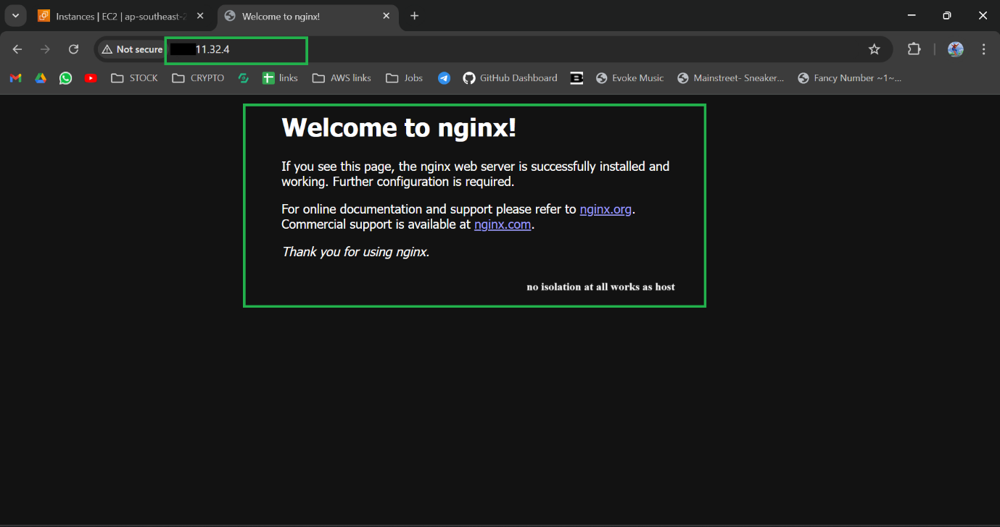 Instances | EC2 | ap-southeast-2
Welcome to nginx!
Not secure
11.32.4
STOCK
CRYPTO
links
AWS links
Jobs
GitHub Dashboard
Evoke Music
Mainstreet- Sneaker...
Fancy Number ~1~...
Welcome to nginx!
If you see this page, the nginx web server is successfully installed and
working. Further configuration is required.
For online documentation and support please refer to nginx.org.
Commercial support is available at nginx.com.
Thank you for using nginx.
no isolation at all works as host